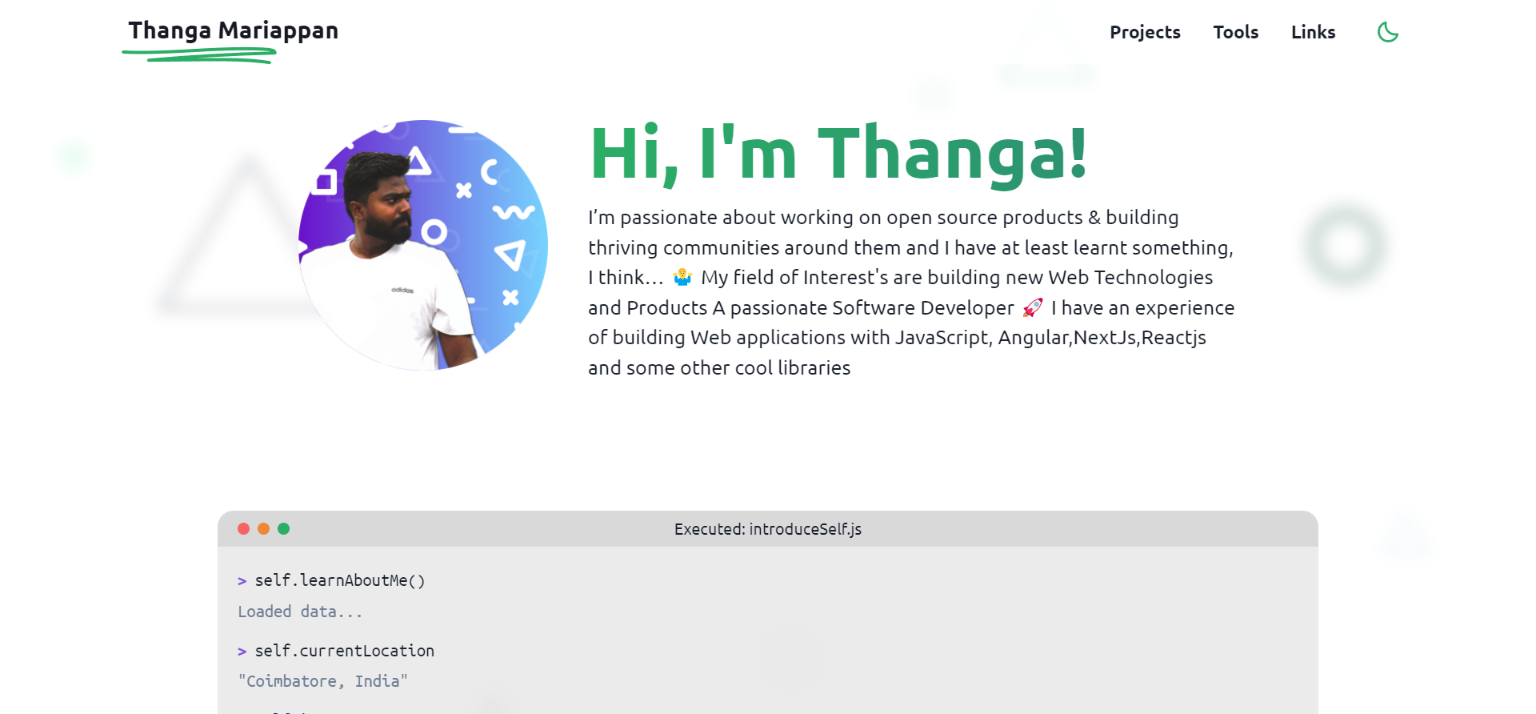 Thanga Mariappan
Projects
Tools
Links
Hi, I'm Thanga!
I’m passionate about working on open source products & building
thriving communities around them and I have at least learnt something,
I think… 🤷‍♂️ My field of Interest's are building new Web Technologies
and Products A passionate Software Developer 🚀 I have an experience
of building Web applications with JavaScript, Angular,NextJs,Reactjs
and some other cool libraries
adidas
Executed: introduceSelf.js
> self.learnAboutMe()
Loaded data...
> self.currentLocation
"Coimbatore, India"